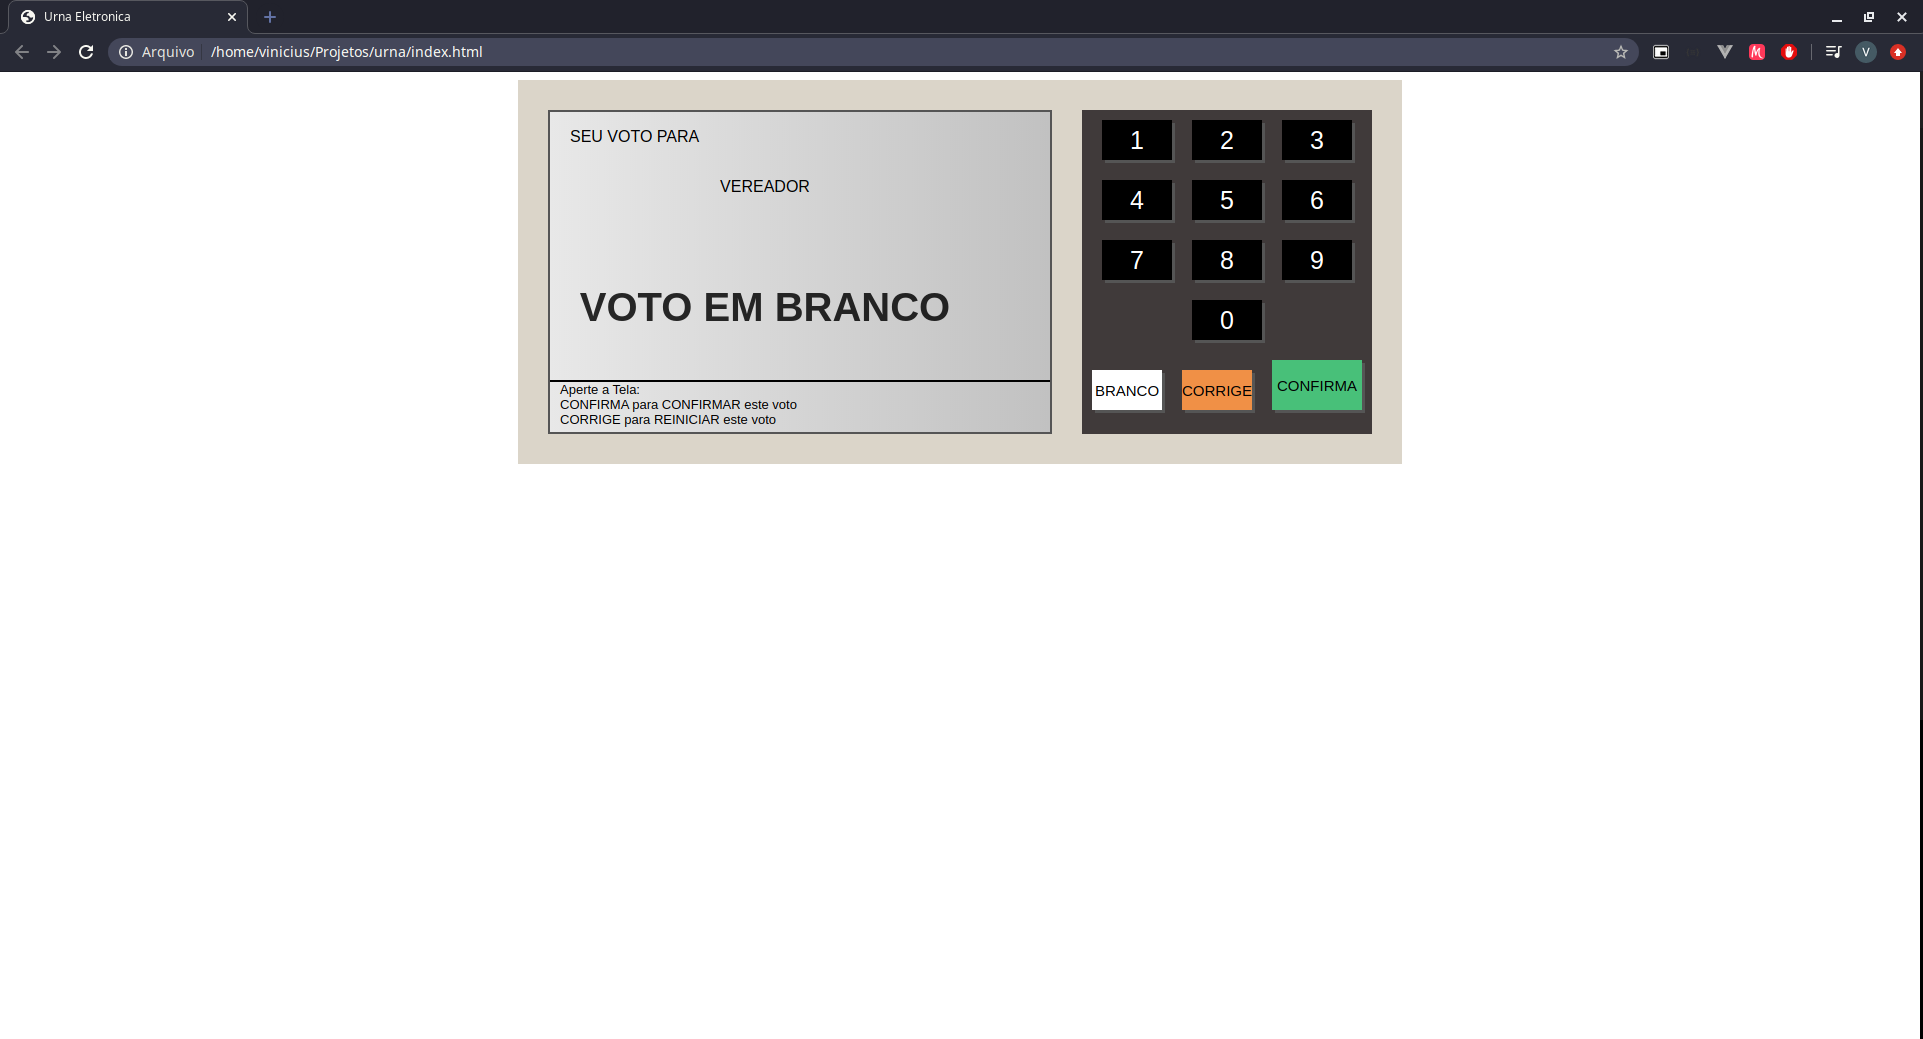 Urna Eletronica
Arquivo /home/vinicius/Projetos/urna/index.html
V
SEU VOTO PARA
VEREADOR
VOTO EM BRANCO
Aperte a Tela:
CONFIRMA para CONFIRMAR este voto
CORRIGE para REINICIAR este voto
1 2 3
4 5 6
7 8 9
0
BRANCO CORRIGE CONFIRMA